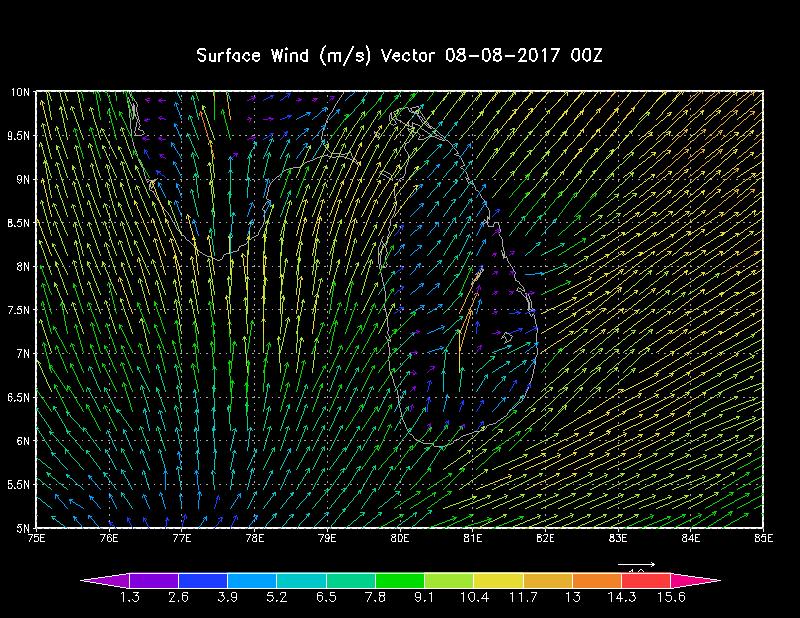 Surface Wind (m/s) Vector 08-08-2017 00Z
10N
9.5N
9N
8.5N
8N
7.5N
7N
6.5N
6N
5.5N
5N
75E 76E 77E 78E 79E 80E 81E 82E 83E 84E 85E
1.3 2.6 3.9 5.2 6.5 7.8 9.1 10.4 11.7 13 14.3 15.6